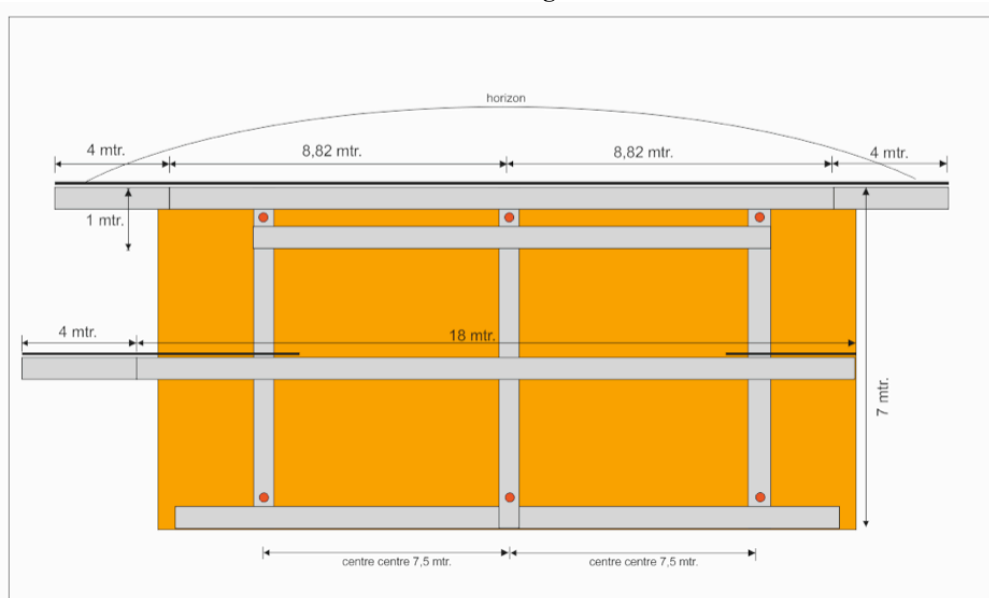 g
horizon
4 mtr.
8,82 mtr.
8,82 mtr.
4 mtr.
1 mtr.
4 mtr.
18 mtr.
7 mtr.
centre centre 7,5 mtr.
centre centre 7,5 mtr.